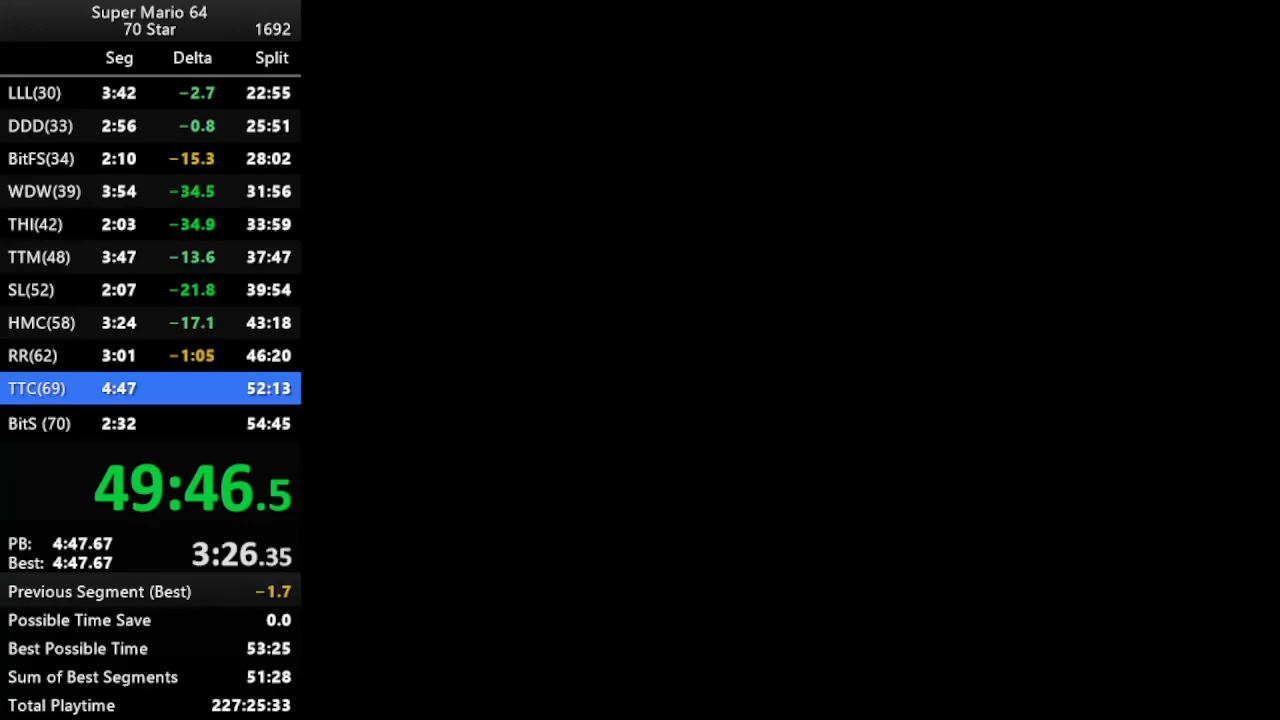 Super Mario 64
70 Star 1692
Seg Delta Split
LLL(30) 3:42 −2.7 22:55
DDD(33) 2:56 −0.8 25:51
BitFS(34) 2:10 −15.3 28:02
WDW(39) 3:54 −34.5 31:56
THI(42) 2:03 −34.9 33:59
TTM(48) 3:47 −13.6 37:47
SL(52) 2:07 −21.8 39:54
HMC(58) 3:24 −17.1 43:18
RR(62) 3:01 −1:05 46:20
TTC(69) 4:47 52:13
BitS (70) 2:32 54:45
49:46.5
PB: 4:47.67
Best: 4:47.67
3:26.35
Previous Segment (Best) −1.7
Possible Time Save 0.0
Best Possible Time 53:25
Sum of Best Segments 51:28
Total Playtime 227:25:33